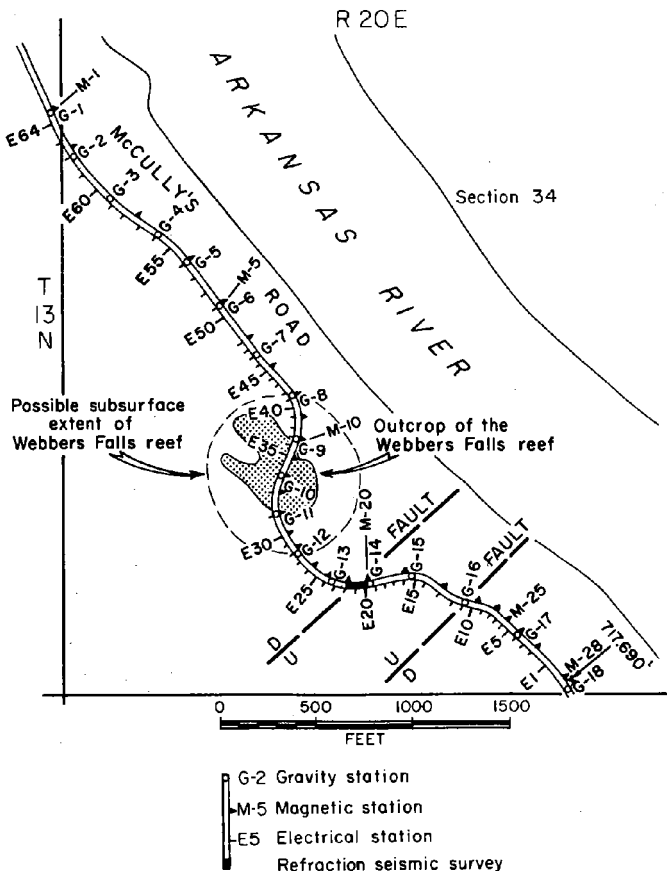 R 20E
ARKANSAS RIVER
Section 34
McCULLY'S ROAD
T
13
N
M-1
G-1
E64
G-2
G-3
E60
G-4
E55
G-5
M-5
G-6
E50
G-7
E45
G-8
E40
Possible subsurface
extent of
Webbers Falls reef
Outcrop of the
Webbers Falls reef
M-10
E35
G-9
G-10
G-11
E30
G-12
M-20
FAULT
FAULT
G-13
G-14
G-15
G-16
E25
E20
E15
E10
M-25
E5
G-17
717,690'
M-28
E1
G-18
D
U
U
D
0 500 1000 1500
FEET
G-2 Gravity station
M-5 Magnetic station
E5 Electrical station
Refraction seismic survey